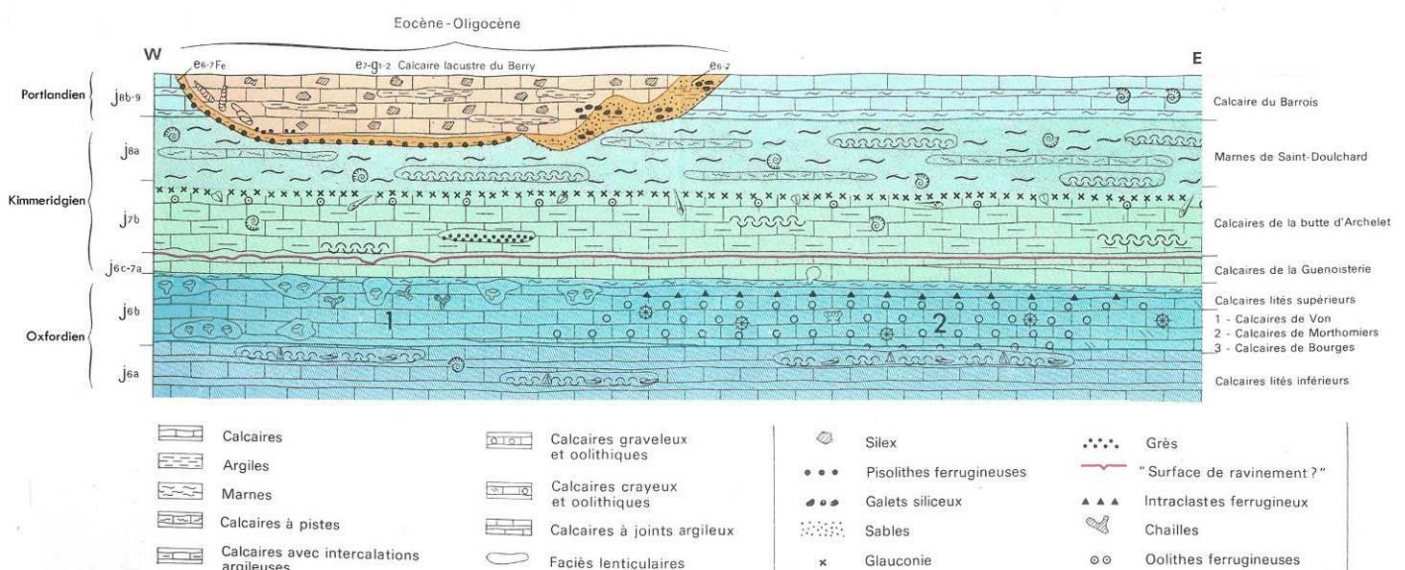 Eocène - Oligocène
W
E
e6-7Fe
e7-g1-2 Calcaire lacustre du Berry
e6-2
Portlandien
j8b-9
Calcaire du Barrois
j8a
Marnes de Saint-Doulchard
Kimmeridgien
j7b
Calcaires de la butte d'Archelet
j6c-7a
Calcaires de la Guenoisterie
Oxfordien
j6b
1
2
Calcaires lités supérieurs
1 - Calcaires de Von
2 - Calcaires de Morthomiers
3 - Calcaires de Bourges
j6a
Calcaires lités inférieurs
Calcaires
Argiles
Marnes
Calcaires à pistes
Calcaires avec intercalations
argileuses
Calcaires graveleux
et oolithiques
Calcaires crayeux
et oolithiques
Calcaires à joints argileux
Faciès lenticulaires
Silex
Pisolithes ferrugineuses
Galets siliceux
Sables
Glauconie
Grès
"Surface de ravinement ?"
Intraclastes ferrugineux
Chailles
Oolithes ferrugineuses